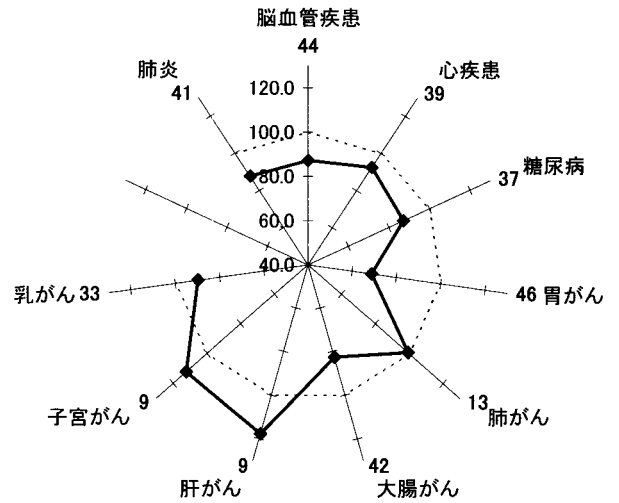 脳血管疾患
44
肺炎
41
心疾患
39
120.0
100.0
80.0
60.0
40.0
糖尿病
37
乳がん 33
46 胃がん
子宮がん
9
13 肺がん
肝がん
9
42
大腸がん